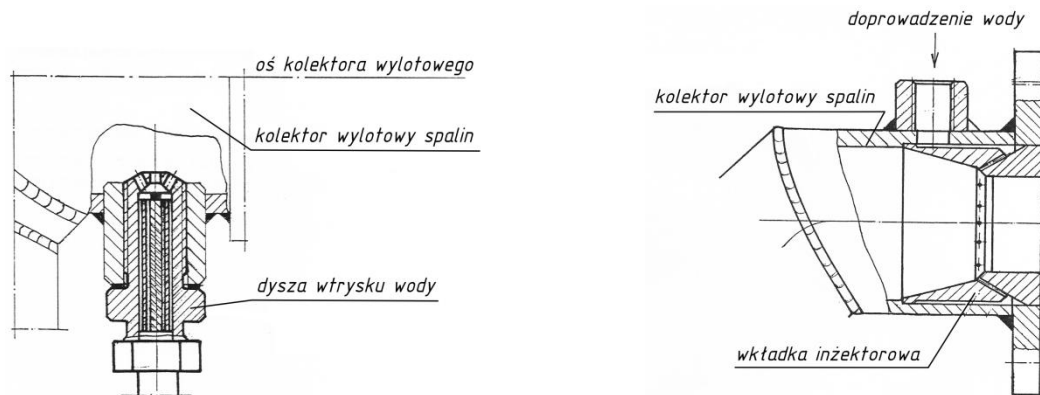 oś kolektora wylotowego
kolektor wylotowy spalin
dysza wtrysku wody
doprowadzenie wody
kolektor wylotowy spalin
wkładka inżektorowa